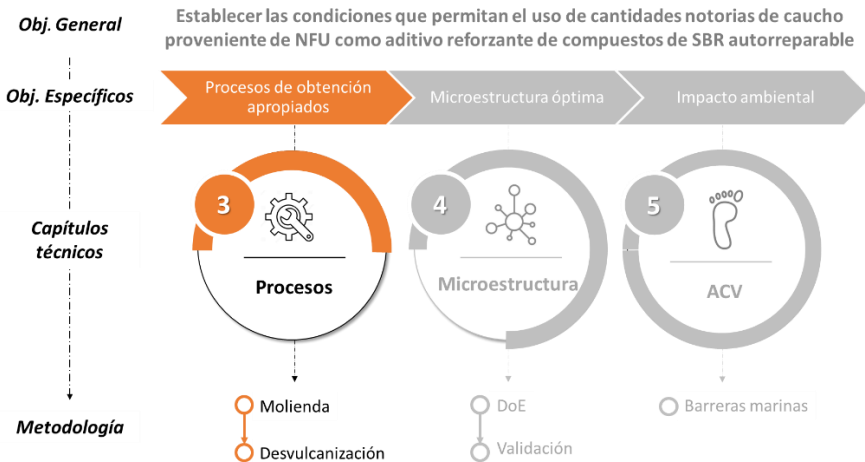 Obj. General
Establecer las condiciones que permitan el uso de cantidades notorias de caucho
proveniente de NFU como aditivo reforzante de compuestos de SBR autorreparable
Obj. Específicos
Procesos de obtención
apropiados
Microestructura óptima
Impacto ambiental
Capítulos
técnicos
3
Procesos
4
Microestructura
5
ACV
Metodología
Molienda
Desvulcanización
DoE
Validación
Barreras marinas